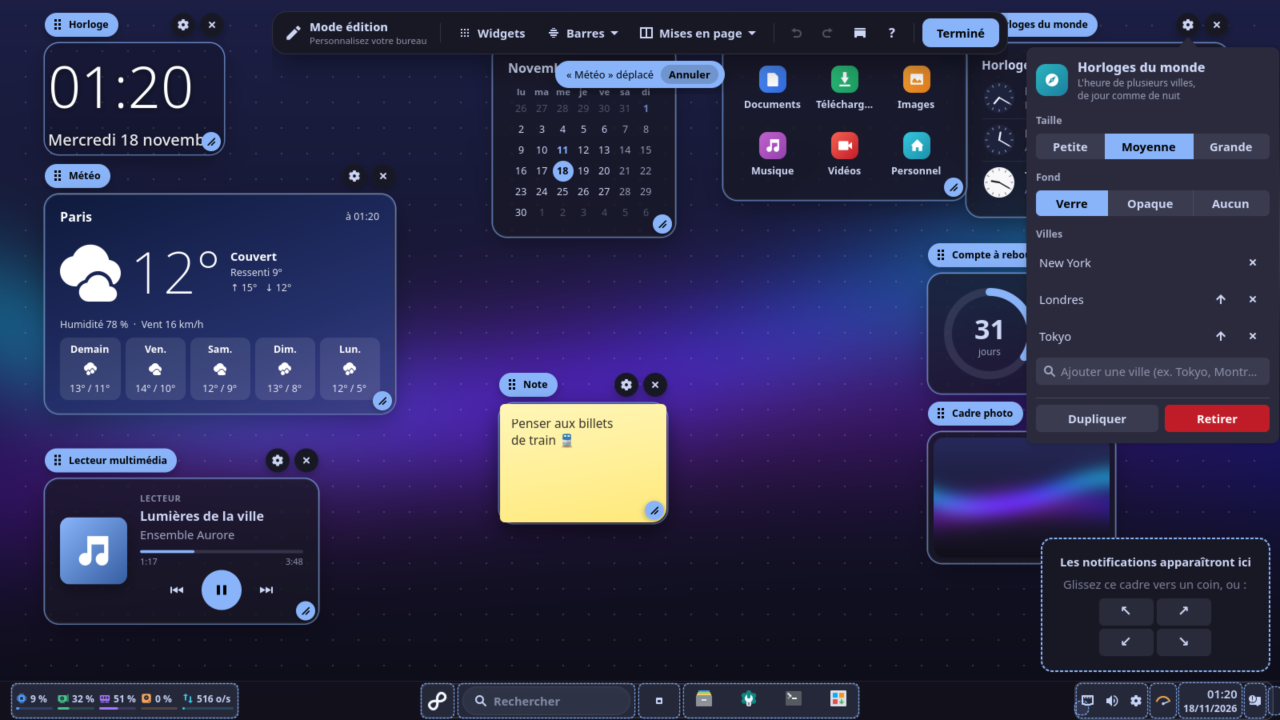 Horloge
Mode édition
Personnalisez votre bureau
Widgets
Barres
Mises en page
?
Terminé
loges du monde
« Météo » déplacé
Annuler
01:20
Mercredi 18 novemb
Novemb
lu ma me je ve sa di
26 27 28 29 30 31 1
2 3 4 5 6 7 8
9 10 11 12 13 14 15
16 17 18 19 20 21 22
23 24 25 26 27 28 29
30 1 2 3 4 5 6
Documents
Télécharg...
Images
Musique
Vidéos
Personnel
Horloge
Horloges du monde
L'heure de plusieurs villes,
de jour comme de nuit
Taille
Petite
Moyenne
Grande
Fond
Verre
Opaque
Aucun
Villes
New York
Londres
Tokyo
Ajouter une ville (ex. Tokyo, Montr...
Dupliquer
Retirer
Météo
Paris
à 01:20
12°
Couvert
Ressenti 9°
↑ 15° ↓ 12°
Humidité 78 % · Vent 16 km/h
Demain
13° / 11°
Ven.
14° / 10°
Sam.
12° / 9°
Dim.
13° / 8°
Lun.
12° / 5°
Compte à rebou
31
jours
Note
Penser aux billets
de train
Cadre photo
Lecteur multimédia
LECTEUR
Lumières de la ville
Ensemble Aurore
1:17
3:48
Les notifications apparaîtront ici
Glissez ce cadre vers un coin, ou :
↖ ↗
↙ ↘
9 %
32 %
51 %
0 %
516 o/s
Rechercher
01:20
18/11/2026